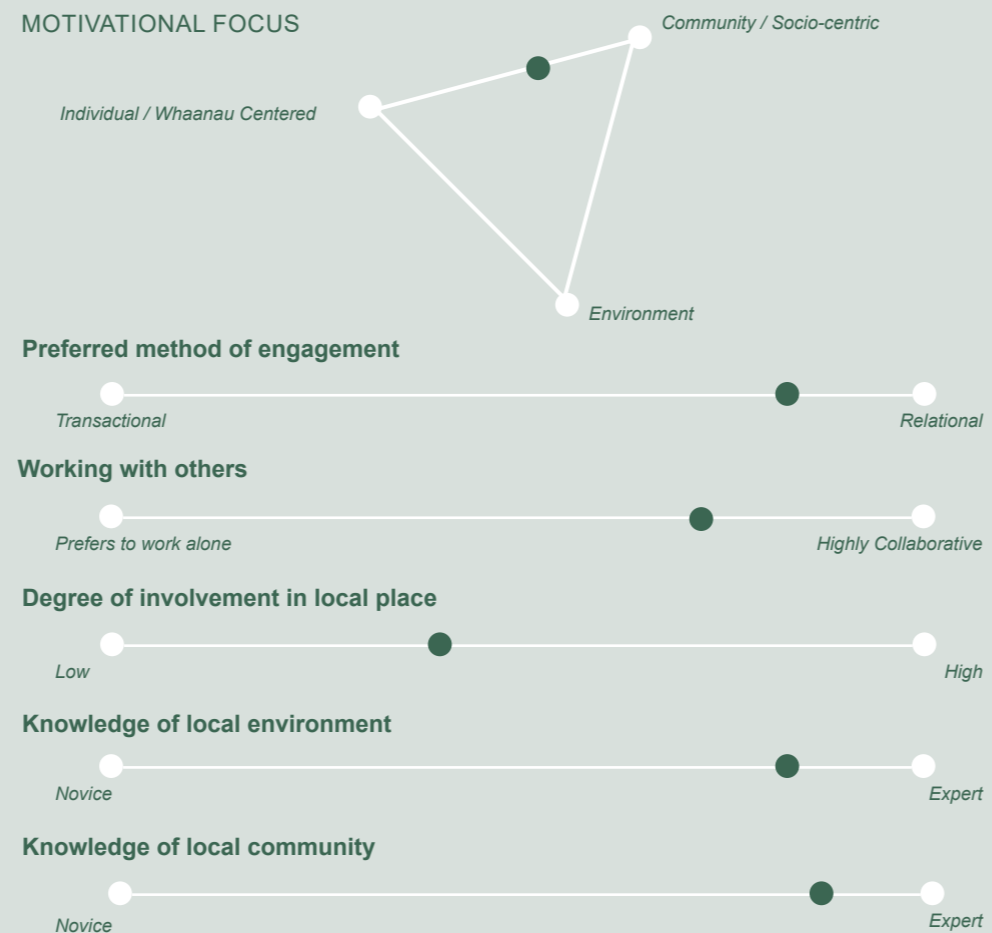 MOTIVATIONAL FOCUS
Community / Socio-centric
Individual / Whaanau Centered
Environment
Preferred method of engagement
Transactional
Relational
Working with others
Prefers to work alone
Highly Collaborative
Degree of involvement in local place
Low
High
Knowledge of local environment
Novice
Expert
Knowledge of local community
Novice
Expert